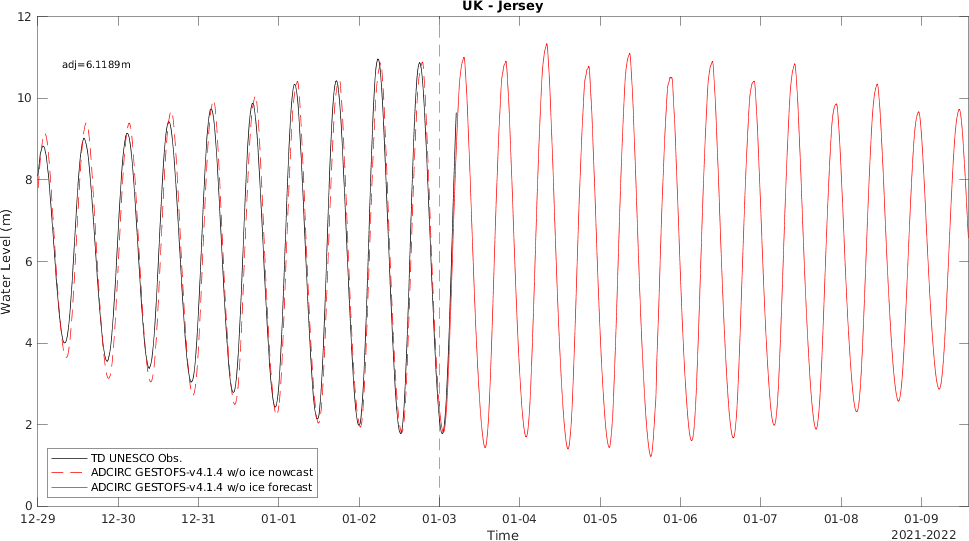 UK - Jersey
12
adj=6.1189m
10
8
6
4
2
0
Water Level (m)
TD UNESCO Obs.
ADCIRC GESTOFS-v4.1.4 w/o ice nowcast
ADCIRC GESTOFS-v4.1.4 w/o ice forecast
12-29 12-30 12-31 01-01 01-02 01-03 01-04 01-05 01-06 01-07 01-08 01-09
Time
2021-2022